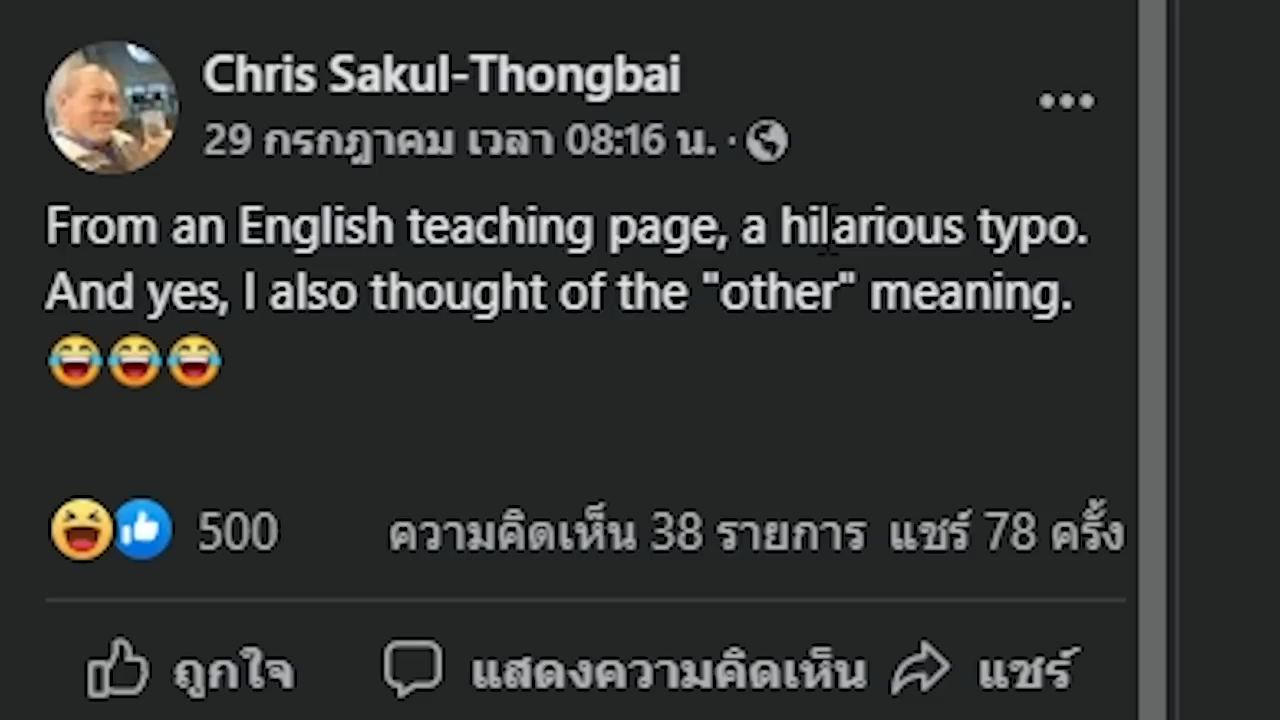 Chris Sakul-Thongbai
29 กรกฎาคม เวลา 08:16 น. ·
From an English teaching page, a hilarious typo.
And yes, I also thought of the "other" meaning.
😂😂😂
500 ความคิดเห็น 38 รายการ แชร์ 78 ครั้ง
ถูกใจ แสดงความคิดเห็น แชร์